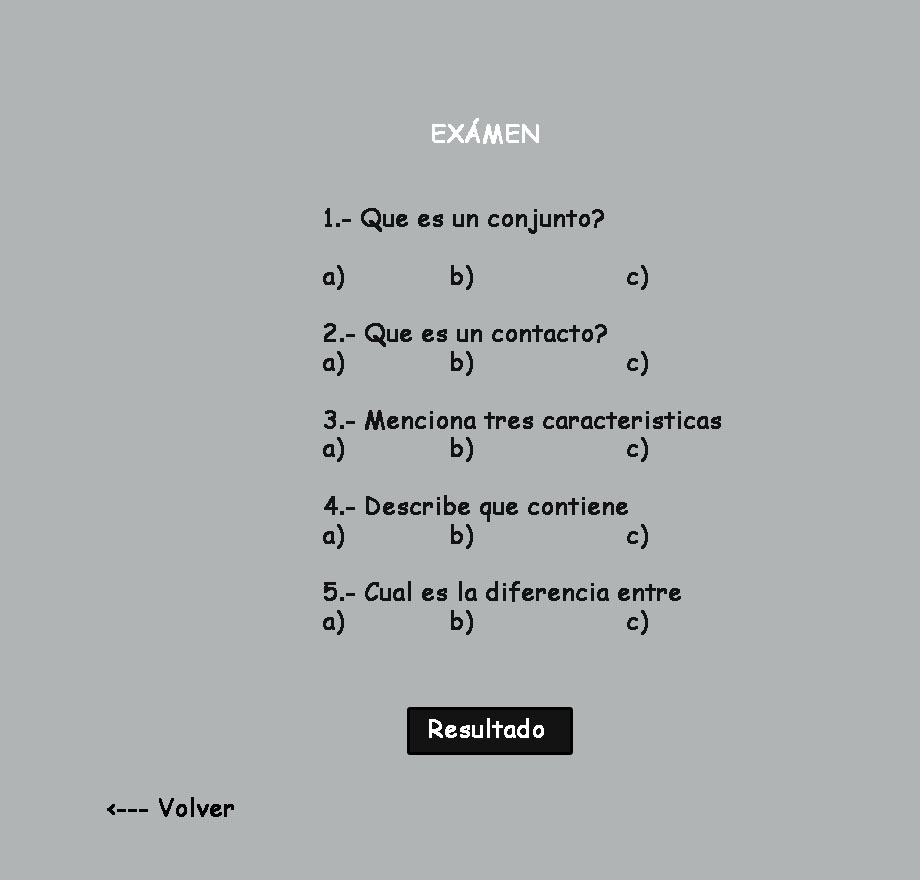 EXÁMEN
1.- Que es un conjunto?
a) b) c)
2.- Que es un contacto?
a) b) c)
3.- Menciona tres caracteristicas
a) b) c)
4.- Describe que contiene
a) b) c)
5.- Cual es la diferencia entre
a) b) c)
Resultado
<--- Volver